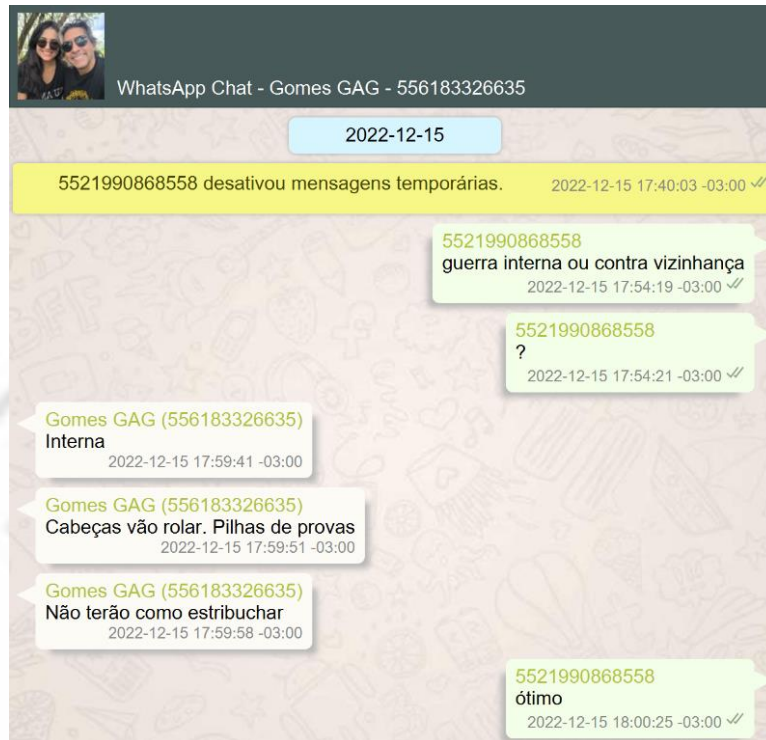 WhatsApp Chat - Gomes GAG - 556183326635
2022-12-15
5521990868558 desativou mensagens temporárias. 2022-12-15 17:40:03 -03:00
5521990868558
guerra interna ou contra vizinhança
2022-12-15 17:54:19 -03:00
5521990868558
?
2022-12-15 17:54:21 -03:00
Gomes GAG (556183326635)
Interna
2022-12-15 17:59:41 -03:00
Gomes GAG (556183326635)
Cabeças vão rolar. Pilhas de provas
2022-12-15 17:59:51 -03:00
Gomes GAG (556183326635)
Não terão como estribuchar
2022-12-15 17:59:58 -03:00
5521990868558
ótimo
2022-12-15 18:00:25 -03:00